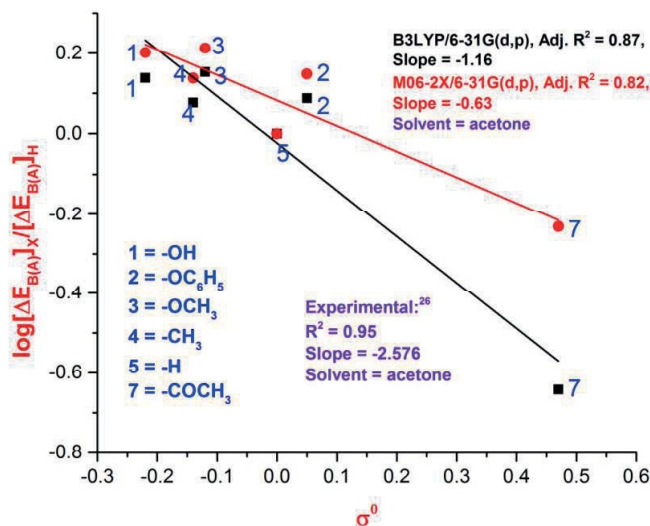 B3LYP/6-31G(d,p), Adj. R² = 0.87,
Slope = -1.16
M06-2X/6-31G(d,p), Adj. R² = 0.82,
Slope = -0.63
Solvent = acetone
log[ΔE_B(A)]_X/[ΔE_B(A)]_H
0.2
0.0
-0.2
-0.4
-0.6
-0.8
1
1
3
4
3
4
2
2
5
7
7
1 = -OH
2 = -OC₆H₅
3 = -OCH₃
4 = -CH₃
5 = -H
7 = -COCH₃
Experimental:²⁶
R² = 0.95
Slope = -2.576
Solvent = acetone
-0.3 -0.2 -0.1 0.0 0.1 0.2 0.3 0.4 0.5 0.6
σ⁰